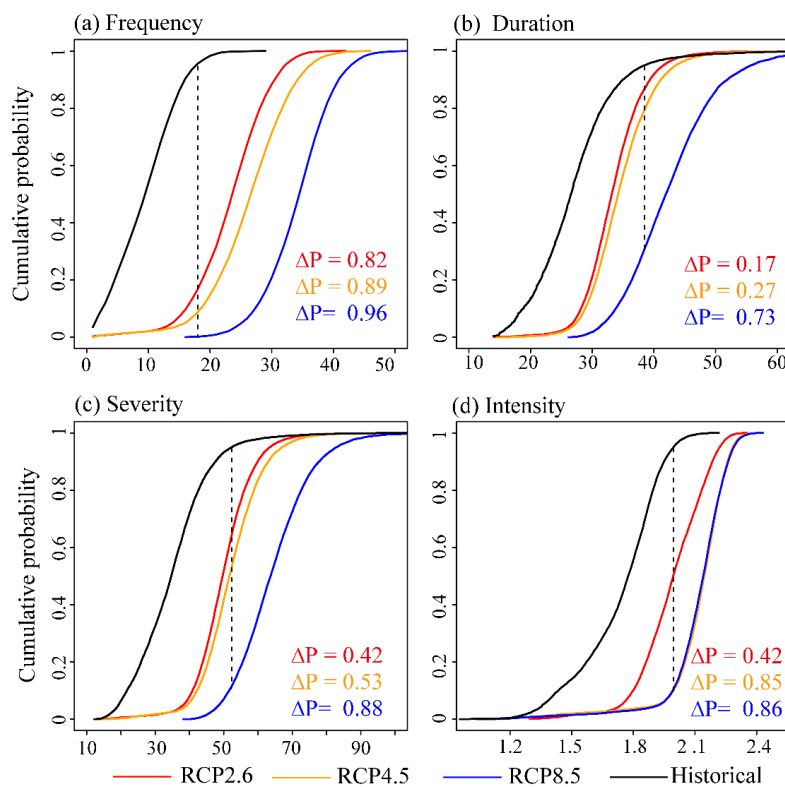 (a) Frequency
(b) Duration
Cumulative probability
0 0.2 0.4 0.6 0.8 1
0 0.2 0.4 0.6 0.8 1
ΔP = 0.82
ΔP = 0.89
ΔP= 0.96
ΔP = 0.17
ΔP = 0.27
ΔP= 0.73
0 10 20 30 40 50
10 20 30 40 50 60
(c) Severity
(d) Intensity
Cumulative probability
0 0.2 0.4 0.6 0.8 1
0 0.2 0.4 0.6 0.8 1
ΔP = 0.42
ΔP = 0.53
ΔP= 0.88
ΔP = 0.42
ΔP = 0.85
ΔP= 0.86
10 30 50 70 90
1.2 1.5 1.8 2.1 2.4
RCP2.6 RCP4.5 RCP8.5 Historical